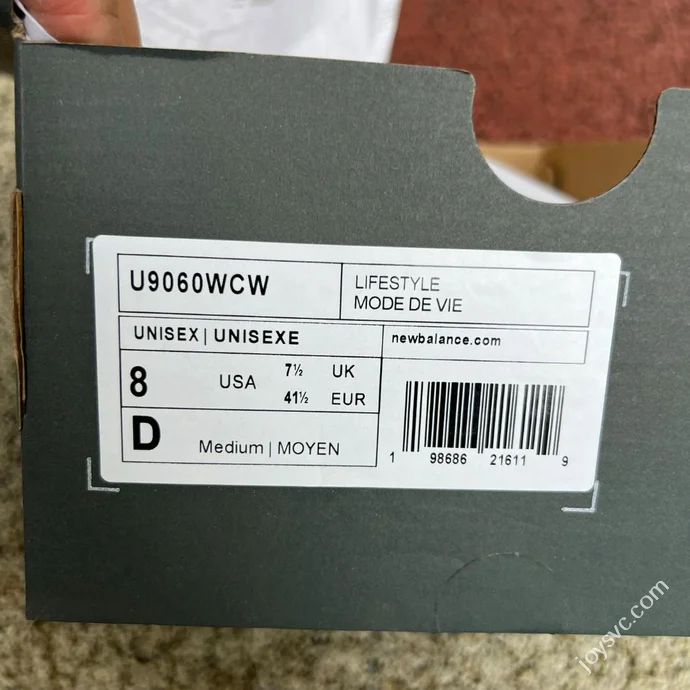 U9060WCW
LIFESTYLE
MODE DE VIE
UNISEX | UNISEXE
newbalance.com
8 USA 7½ UK
41½ EUR
D Medium | MOYEN
1 98686 21611 9
joysvc.com